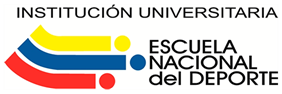 INSTITUCIÓN UNIVERSITARIA
ESCUELA
NACIONAL
del DEPORTE